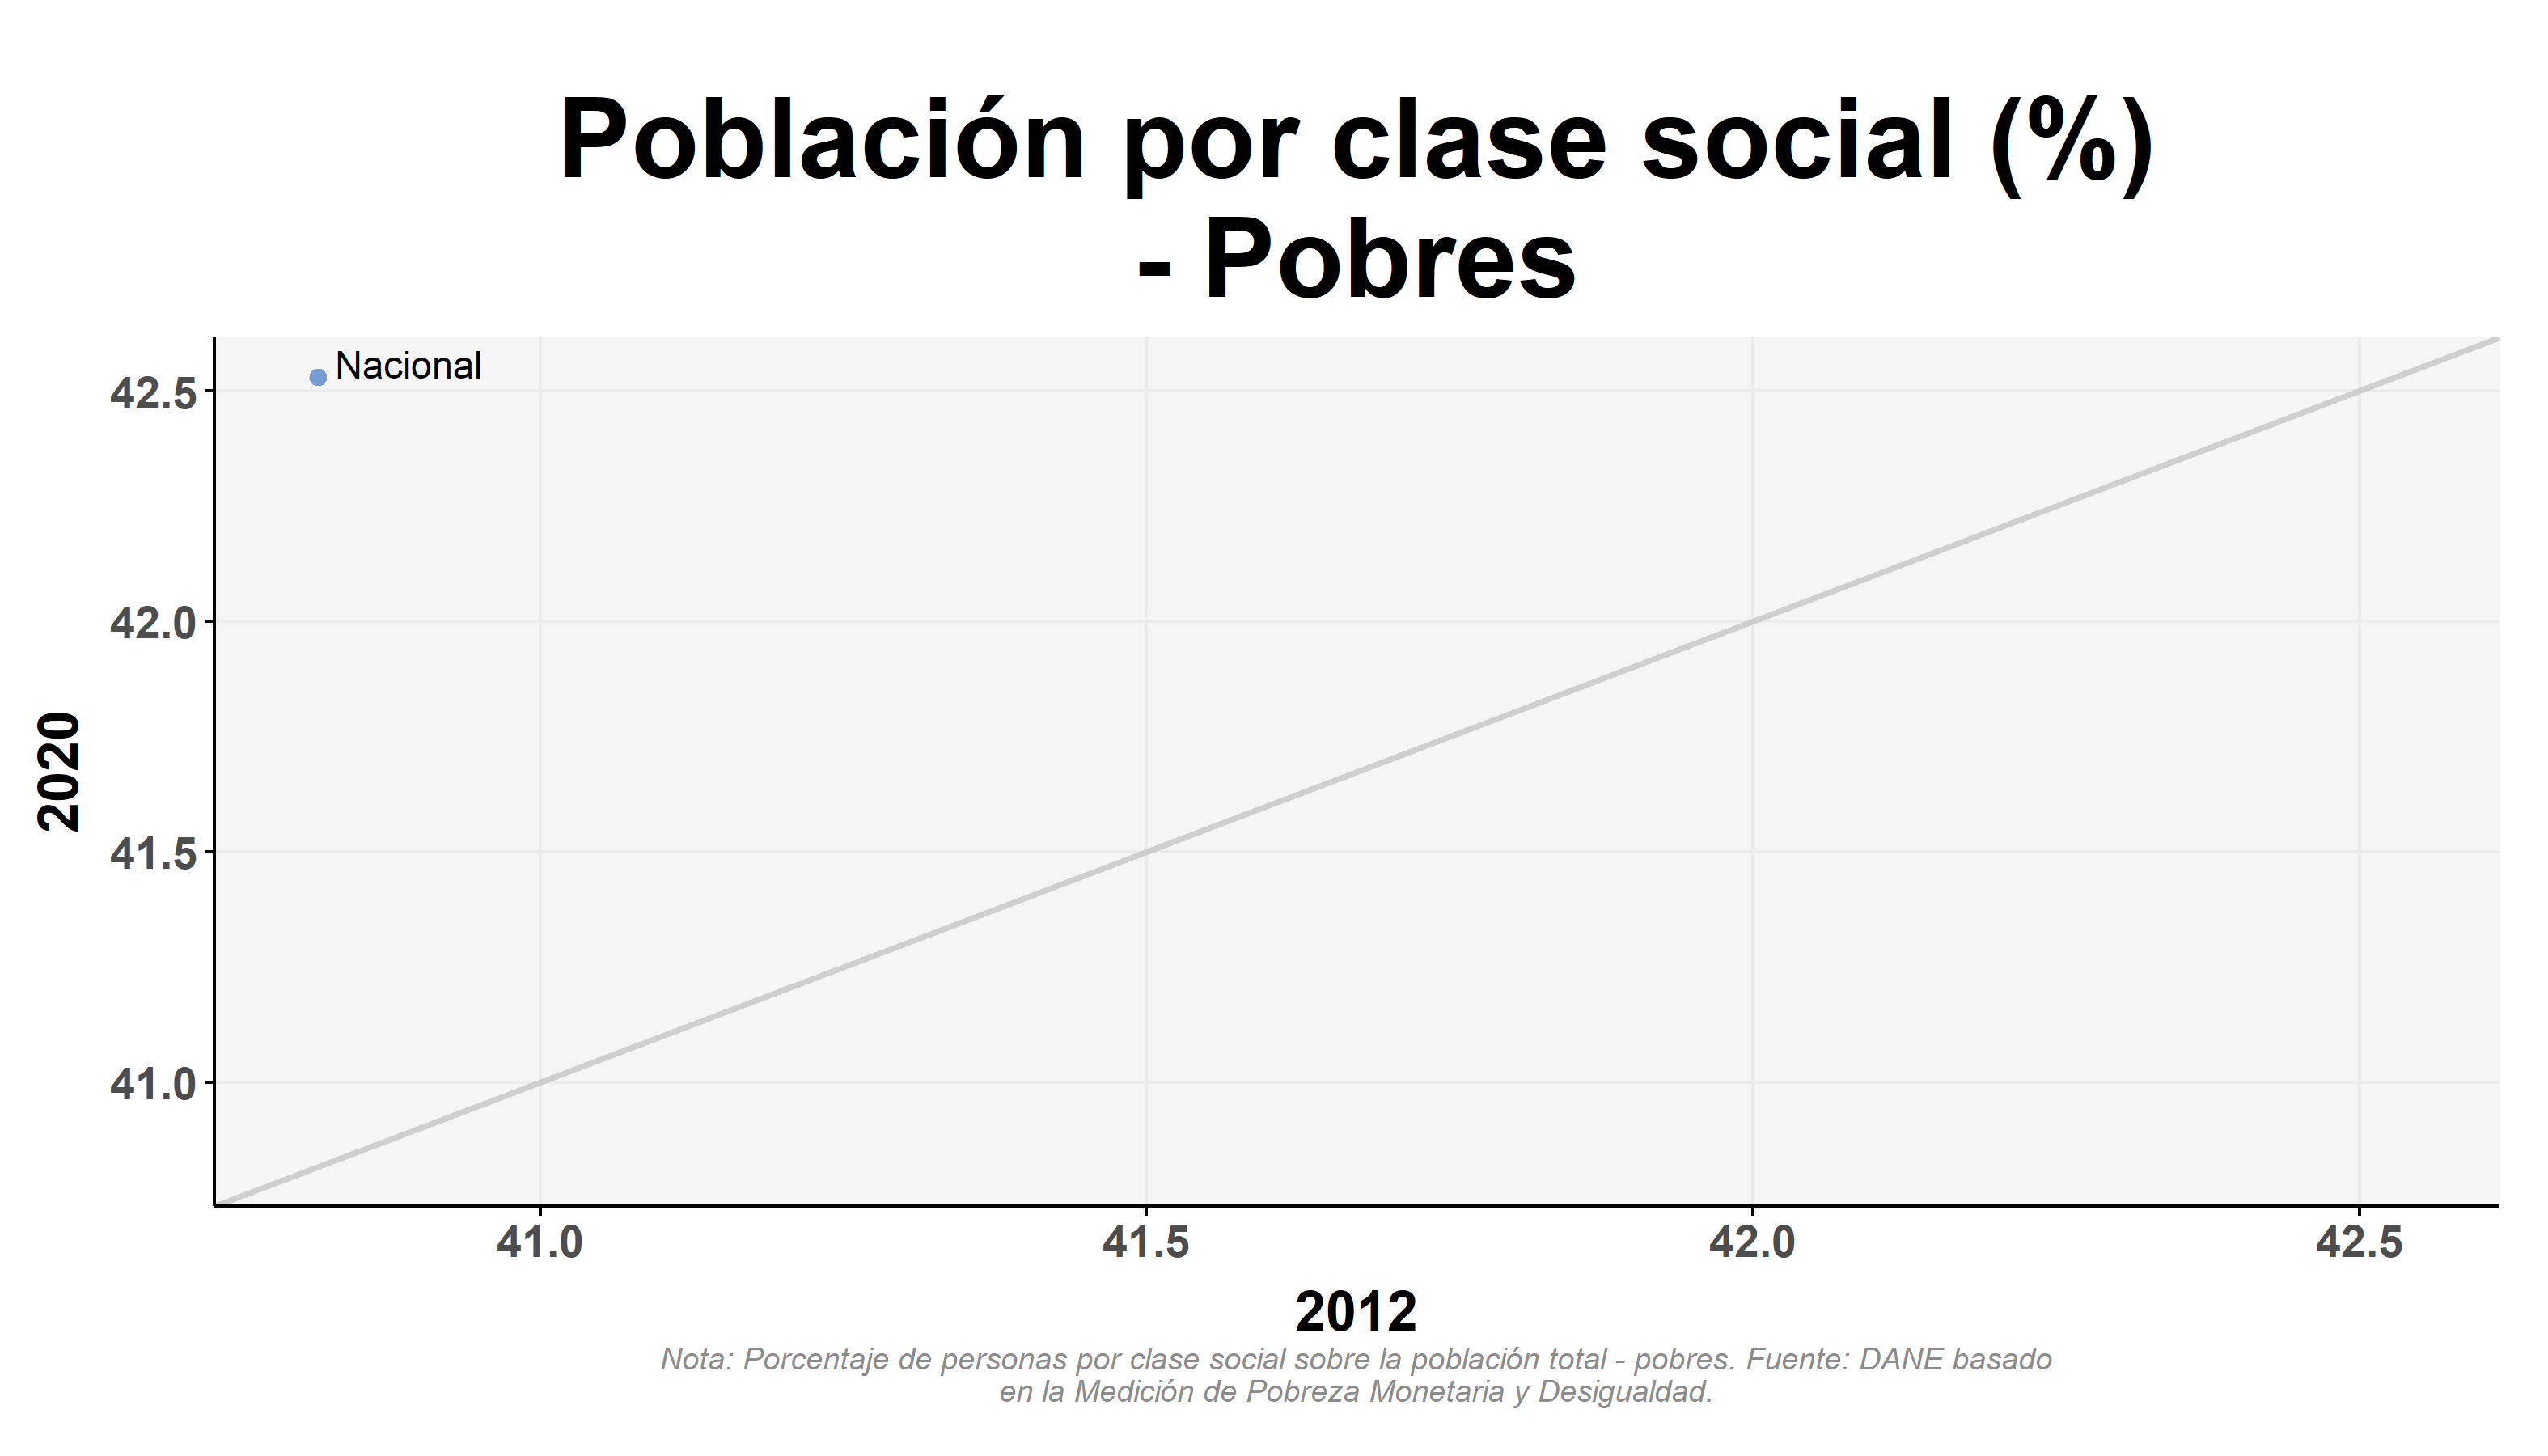 Población por clase social (%)
- Pobres
Nacional
42.5
42.0
41.5
41.0
2020
41.0
41.5
42.0
42.5
2012
Nota: Porcentaje de personas por clase social sobre la población total - pobres. Fuente: DANE basado
en la Medición de Pobreza Monetaria y Desigualdad.